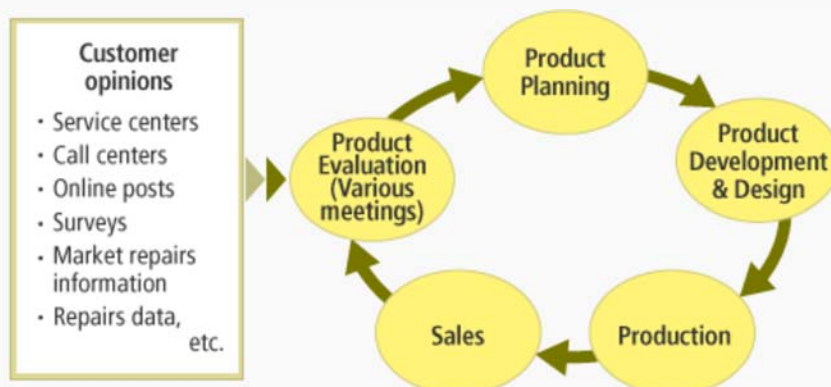 Customer
opinions
・Service centers
・Call centers
・Online posts
・Surveys
・Market repairs
information
・Repairs data,
etc.
Product
Evaluation
(Various
meetings)
Product
Planning
Product
Development
& Design
Production
Sales